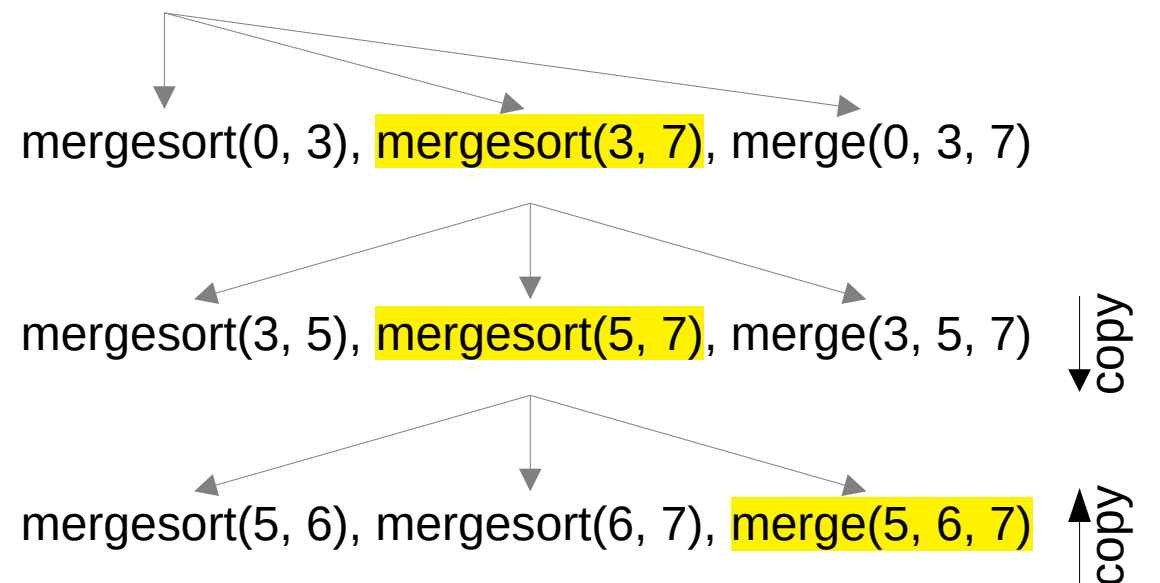 mergesort(0, 3), mergesort(3, 7), merge(0, 3, 7)
mergesort(3, 5), mergesort(5, 7), merge(3, 5, 7)
copy
mergesort(5, 6), mergesort(6, 7), merge(5, 6, 7)
copy